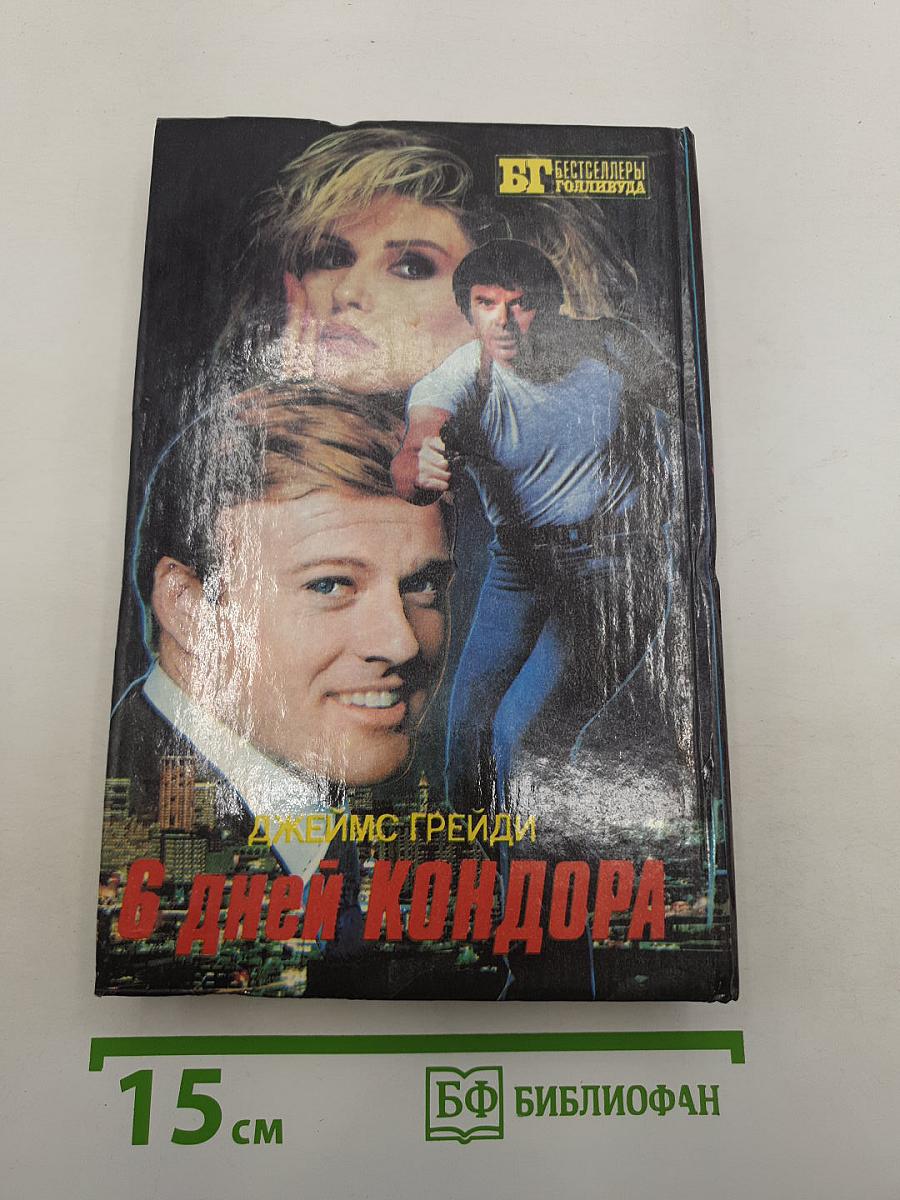 БГ БЕСТСЕЛЛЕРЫ
ГОЛЛИВУДА
ДЖЕЙМС ГРЕЙДИ
6 дней КОНДОРА
15 см
БФ БИБЛИОФАН